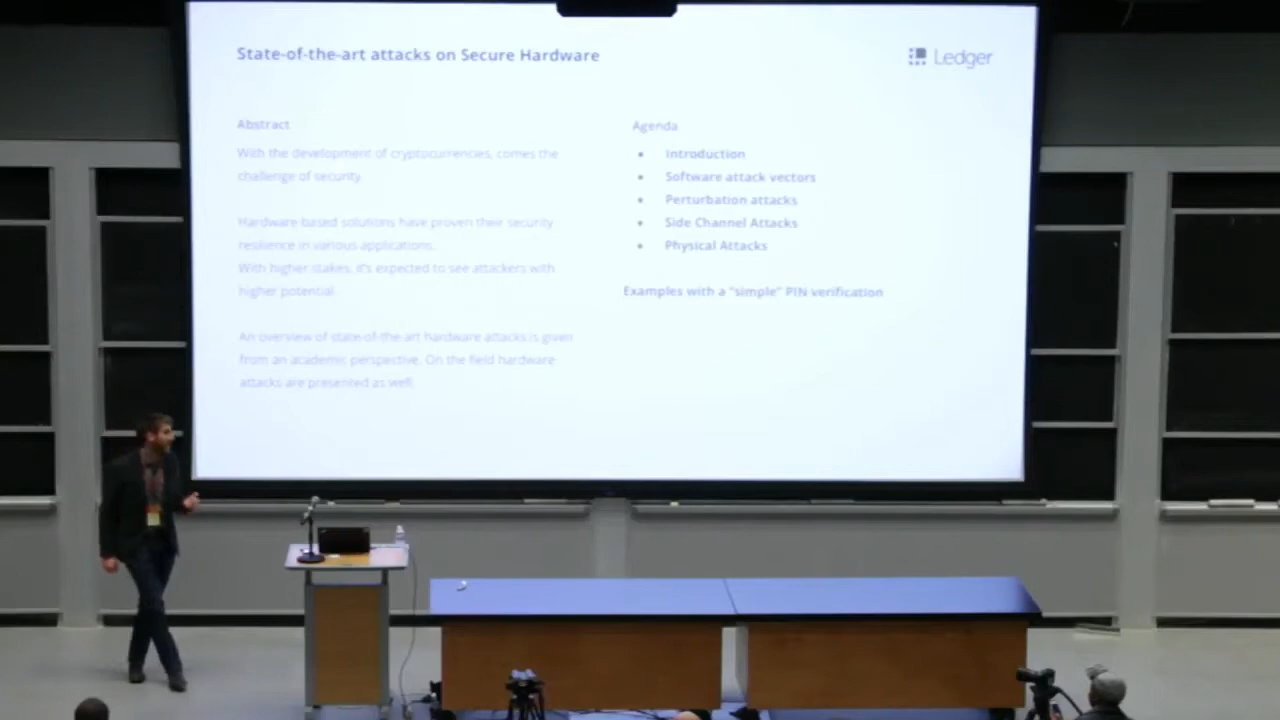 State-of-the-art attacks on Secure Hardware
Ledger
Abstract
With the development of cryptocurrencies, comes the
challenge of security.
Hardware-based solutions have proven their security
resilience in various applications.
With higher stakes, it's expected to see attackers with
higher potential.
An overview of state-of-the-art hardware attacks is given
from an academic perspective. On the field hardware
attacks are presented as well.
Agenda
• Introduction
• Software attack vectors
• Perturbation attacks
• Side Channel Attacks
• Physical Attacks
Examples with a "simple" PIN verification